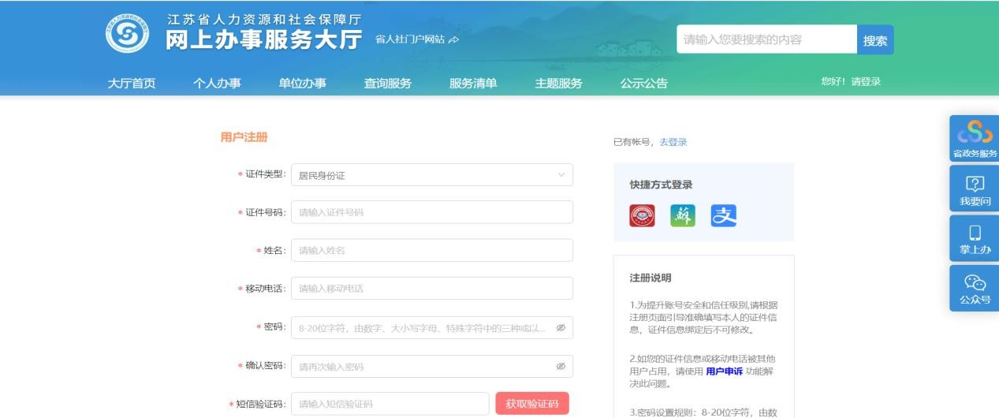 江苏省人力资源和社会保障厅
网上办事服务大厅
省人社门户网站
请输入您要搜索的内容
搜索
大厅首页 个人办事 单位办事 查询服务 服务清单 主题服务 公示公告
您好！请登录
用户注册
* 证件类型: 居民身份证
* 证件号码: 请输入证件号码
* 姓名: 请输入姓名
* 移动电话: 请输入移动电话
* 密码: 8-20位字符，由数字、大小写字母、特殊字符中的三种或以...
* 确认密码: 请再次输入密码
* 短信验证码: 请输入短信验证码 获取验证码
已有帐号，去登录
快捷方式登录
蘇
支
注册说明
1.为提升账号安全和信任级别,请根据
注册页面引导准确填写本人的证件信
息，证件信息绑定后不可修改。
2.如您的证件信息或移动电话被其他
用户占用，请使用 用户申诉 功能解
决此问题。
3.密码设置规则：8-20位字符，由数
省政务服务
我要问
掌上办
公众号